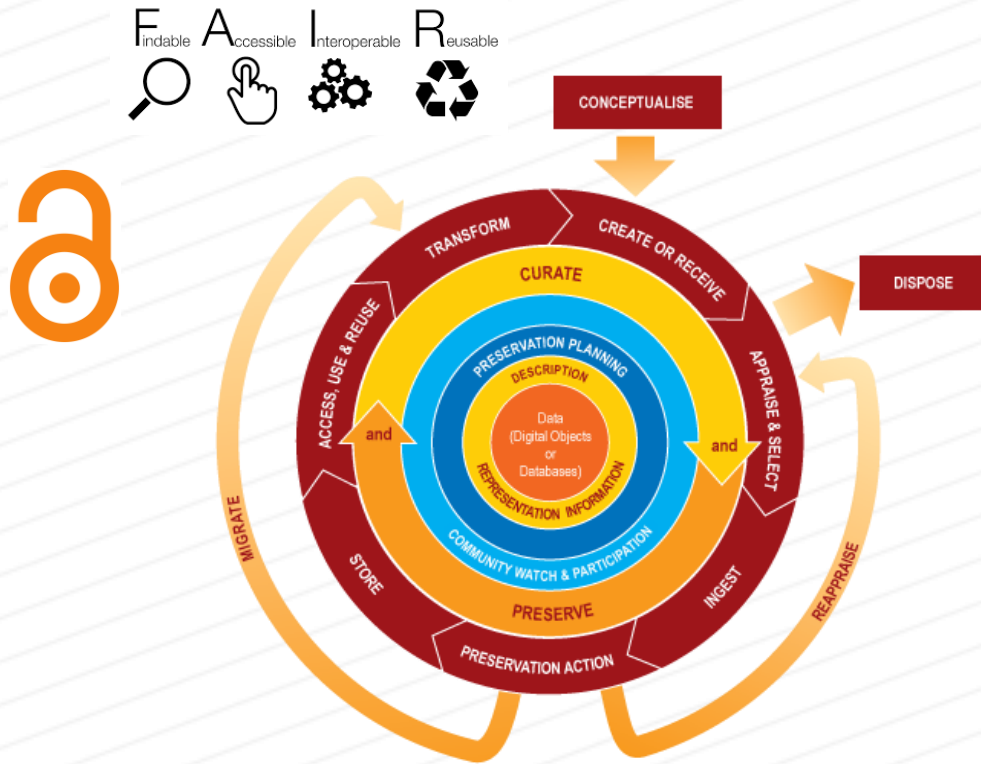 Findable Accessible Interoperable Reusable
CONCEPTUALISE
DISPOSE
CREATE OR RECEIVE
APPRAISE & SELECT
INGEST
PRESERVATION ACTION
STORE
ACCESS, USE & REUSE
TRANSFORM
MIGRATE
REAPPRAISE
CURATE
and
PRESERVE
and
COMMUNITY WATCH & PARTICIPATION
PRESERVATION PLANNING
DESCRIPTION
REPRESENTATION INFORMATION
Data
(Digital Objects
or
Databases)